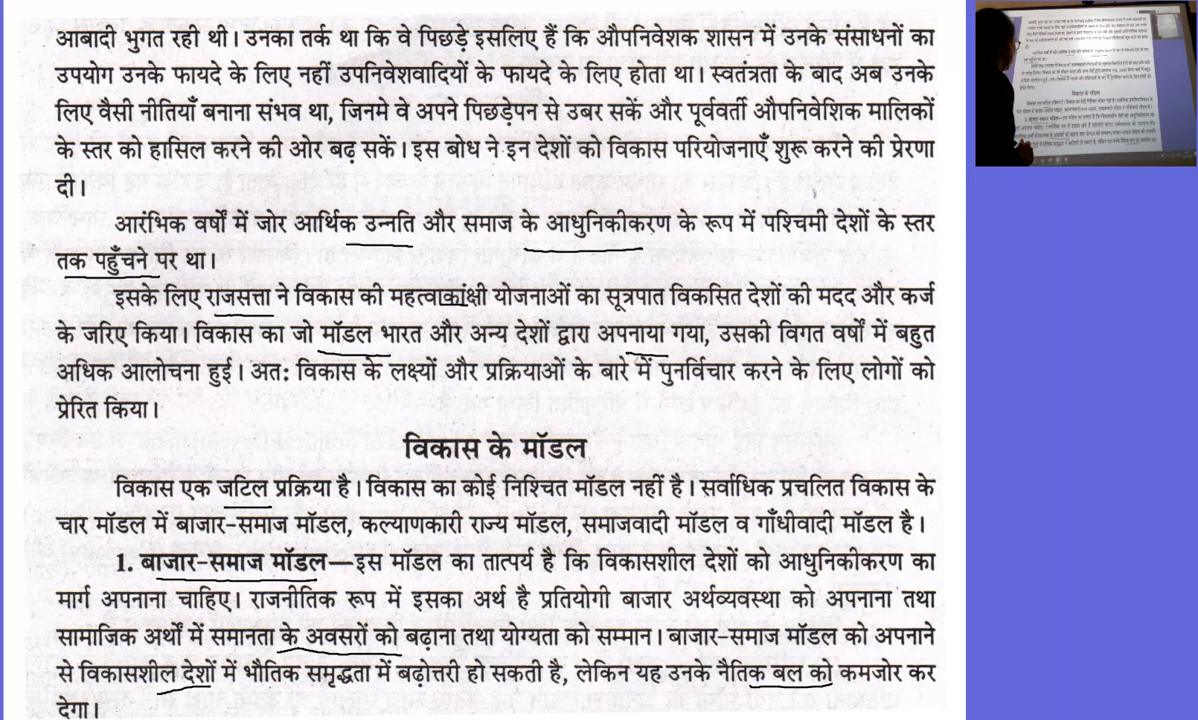 आबादी भुगत रही थी। उनका तर्क था कि वे पिछड़े इसलिए हैं कि औपनिवेशक शासन में उनके संसाधनों का
उपयोग उनके फायदे के लिए नहीं उपनिवेशवादियों के फायदे के लिए होता था। स्वतंत्रता के बाद अब उनके
लिए वैसी नीतियाँ बनाना संभव था, जिनमे वे अपने पिछड़ेपन से उबर सकें और पूर्ववर्ती औपनिवेशिक मालिकों
के स्तर को हासिल करने की ओर बढ़ सकें। इस बोध ने इन देशों को विकास परियोजनाएँ शुरू करने की प्रेरणा
दी।
आरंभिक वर्षों में जोर आर्थिक उन्नति और समाज के आधुनिकीकरण के रूप में पश्चिमी देशों के स्तर
तक पहुँचने पर था।
इसके लिए राजसत्ता ने विकास की महत्वाकांक्षी योजनाओं का सूत्रपात विकसित देशों की मदद और कर्ज
के जरिए किया। विकास का जो मॉडल भारत और अन्य देशों द्वारा अपनाया गया, उसकी विगत वर्षों में बहुत
अधिक आलोचना हुई। अत: विकास के लक्ष्यों और प्रक्रियाओं के बारे में पुनर्विचार करने के लिए लोगों को
प्रेरित किया।
विकास के मॉडल
विकास एक जटिल प्रक्रिया है। विकास का कोई निश्चित मॉडल नहीं है। सर्वाधिक प्रचलित विकास के
चार मॉडल में बाजार-समाज मॉडल, कल्याणकारी राज्य मॉडल, समाजवादी मॉडल व गाँधीवादी मॉडल है।
1. बाजार-समाज मॉडल—इस मॉडल का तात्पर्य है कि विकासशील देशों को आधुनिकीकरण का
मार्ग अपनाना चाहिए। राजनीतिक रूप में इसका अर्थ है प्रतियोगी बाजार अर्थव्यवस्था को अपनाना तथा
सामाजिक अर्थों में समानता के अवसरों को बढ़ाना तथा योग्यता को सम्मान। बाजार-समाज मॉडल को अपनाने
से विकासशील देशों में भौतिक समृद्धता में बढ़ोत्तरी हो सकती है, लेकिन यह उनके नैतिक बल को कमजोर कर
देगा।